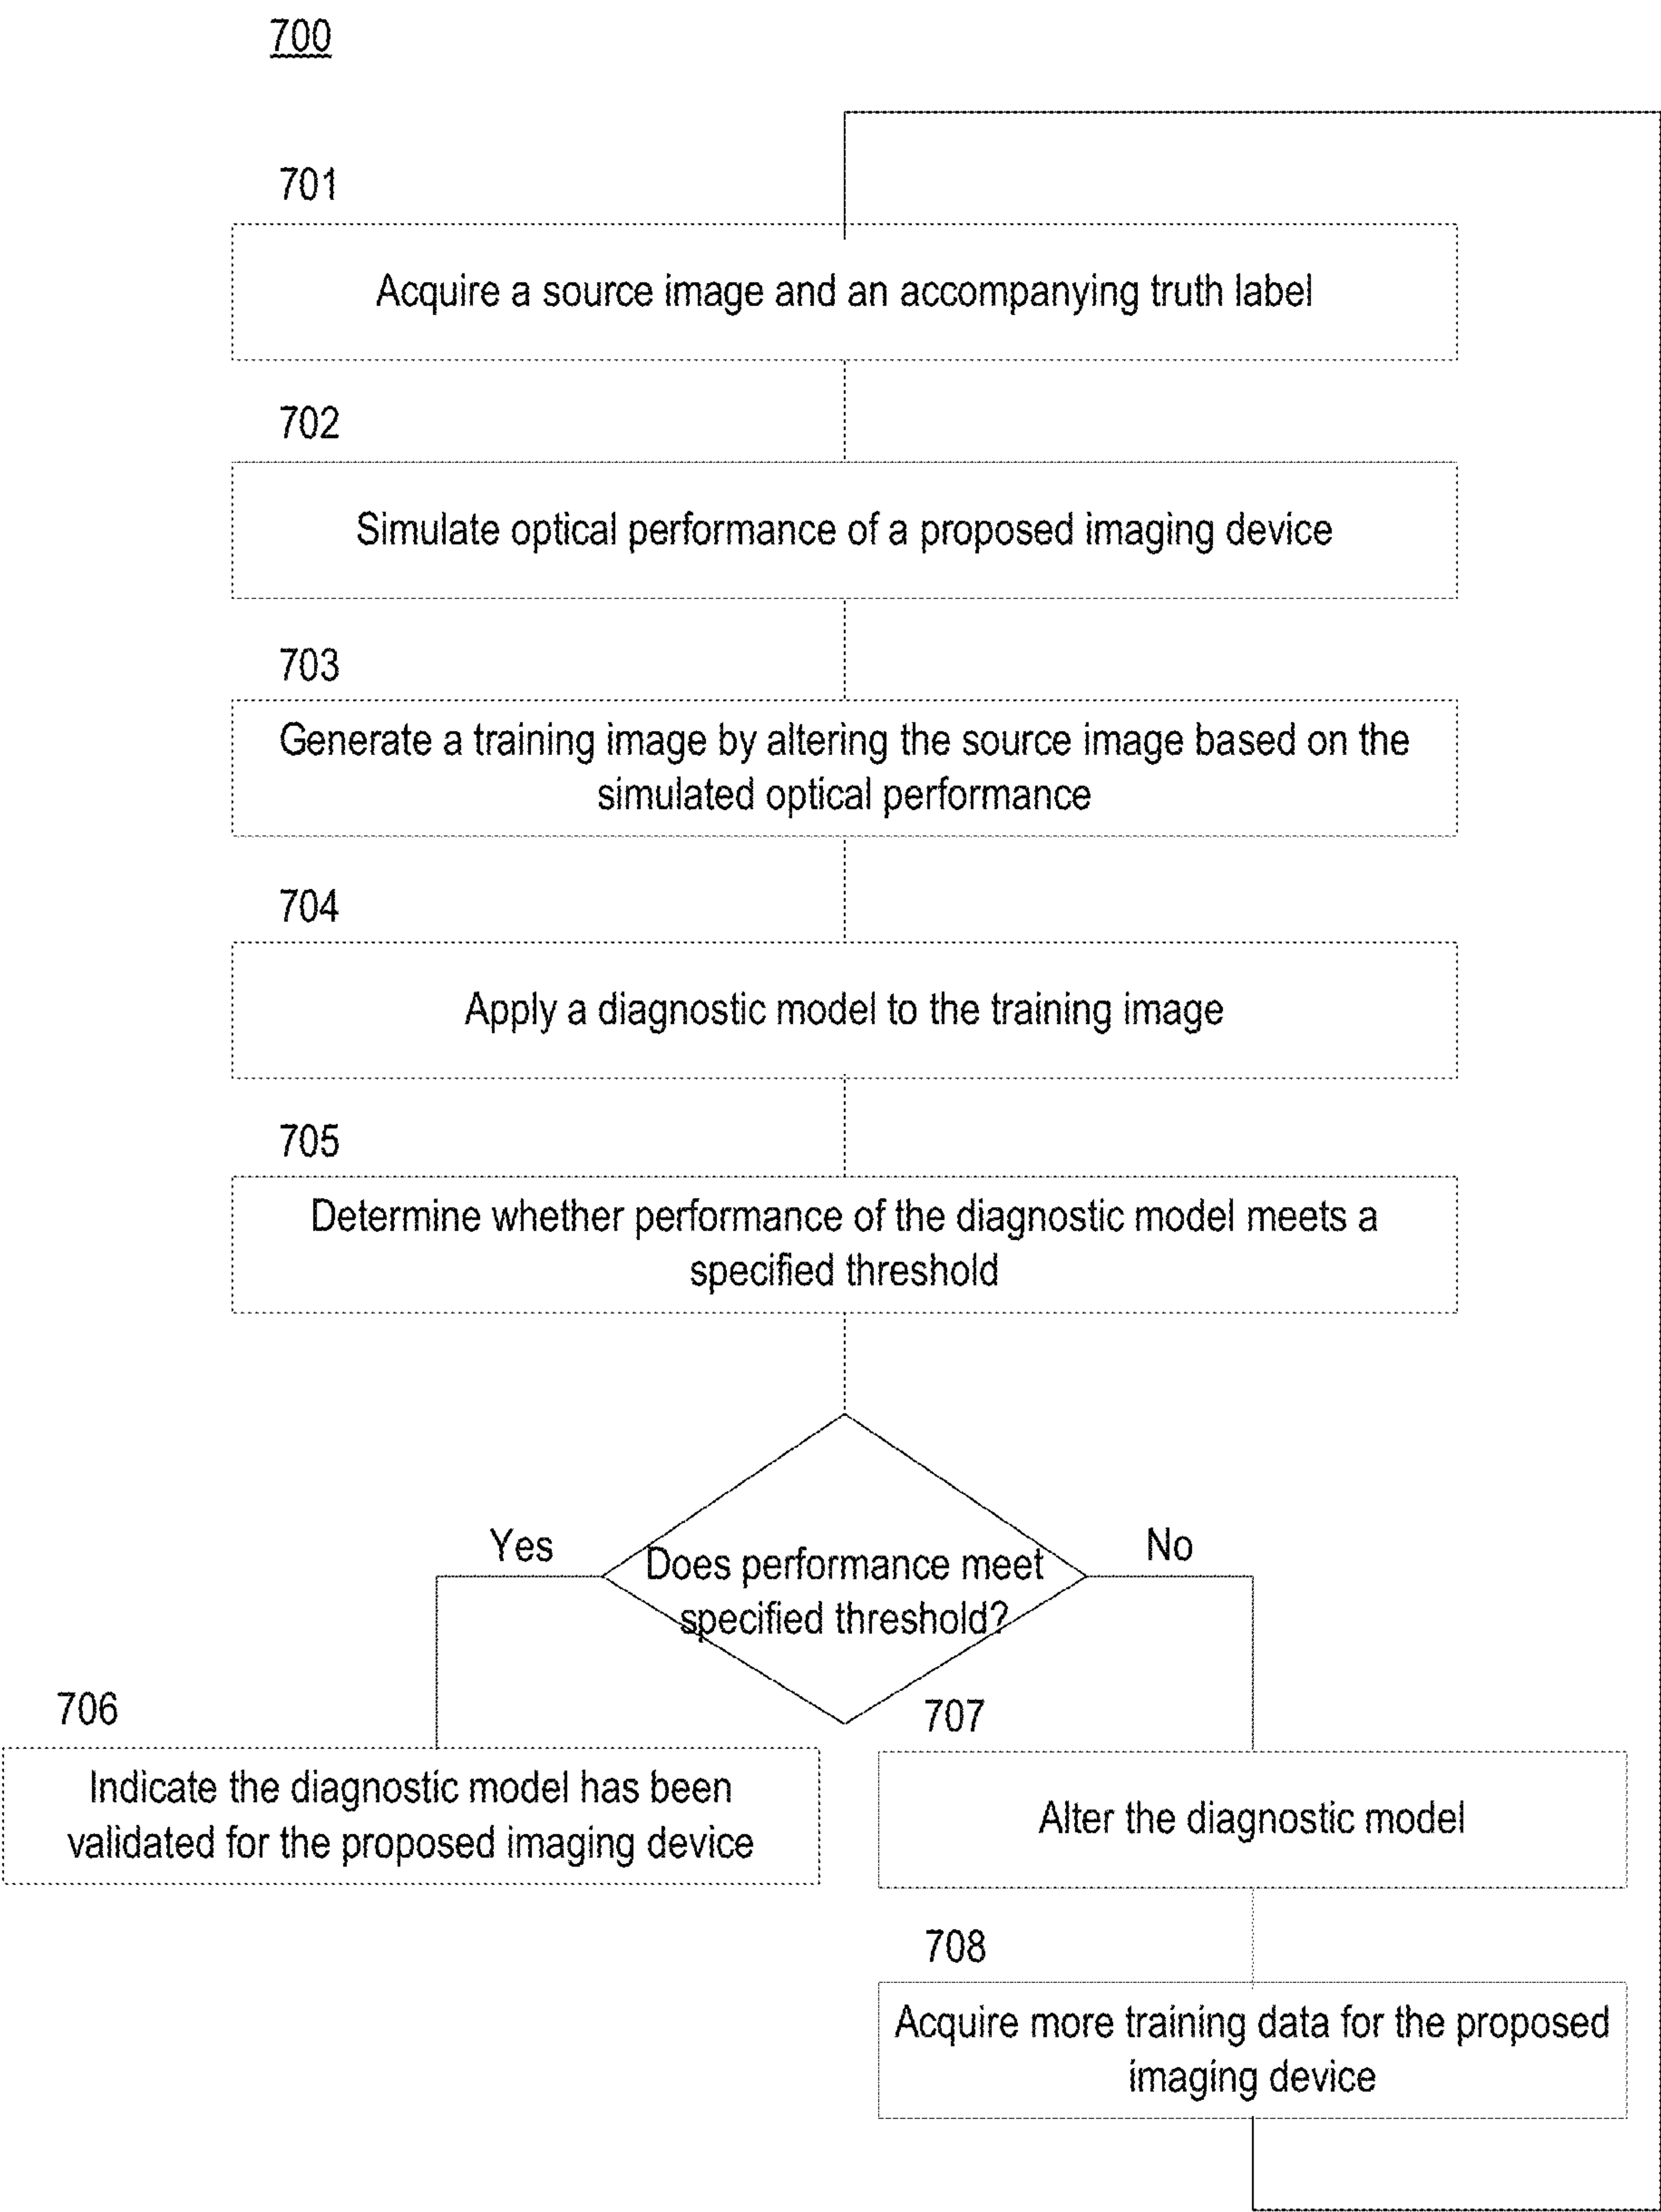 700
701
Acquire a source image and an accompanying truth label
702
Simulate optical performance of a proposed imaging device
703
Generate a training image by altering the source image based on the
simulated optical performance
704
Apply a diagnostic model to the training image
705
Determine whether performance of the diagnostic model meets a
specified threshold
Does performance meet
specified threshold?
Yes
No
706
Indicate the diagnostic model has been
validated for the proposed imaging device
707
Alter the diagnostic model
708
Acquire more training data for the proposed
imaging device